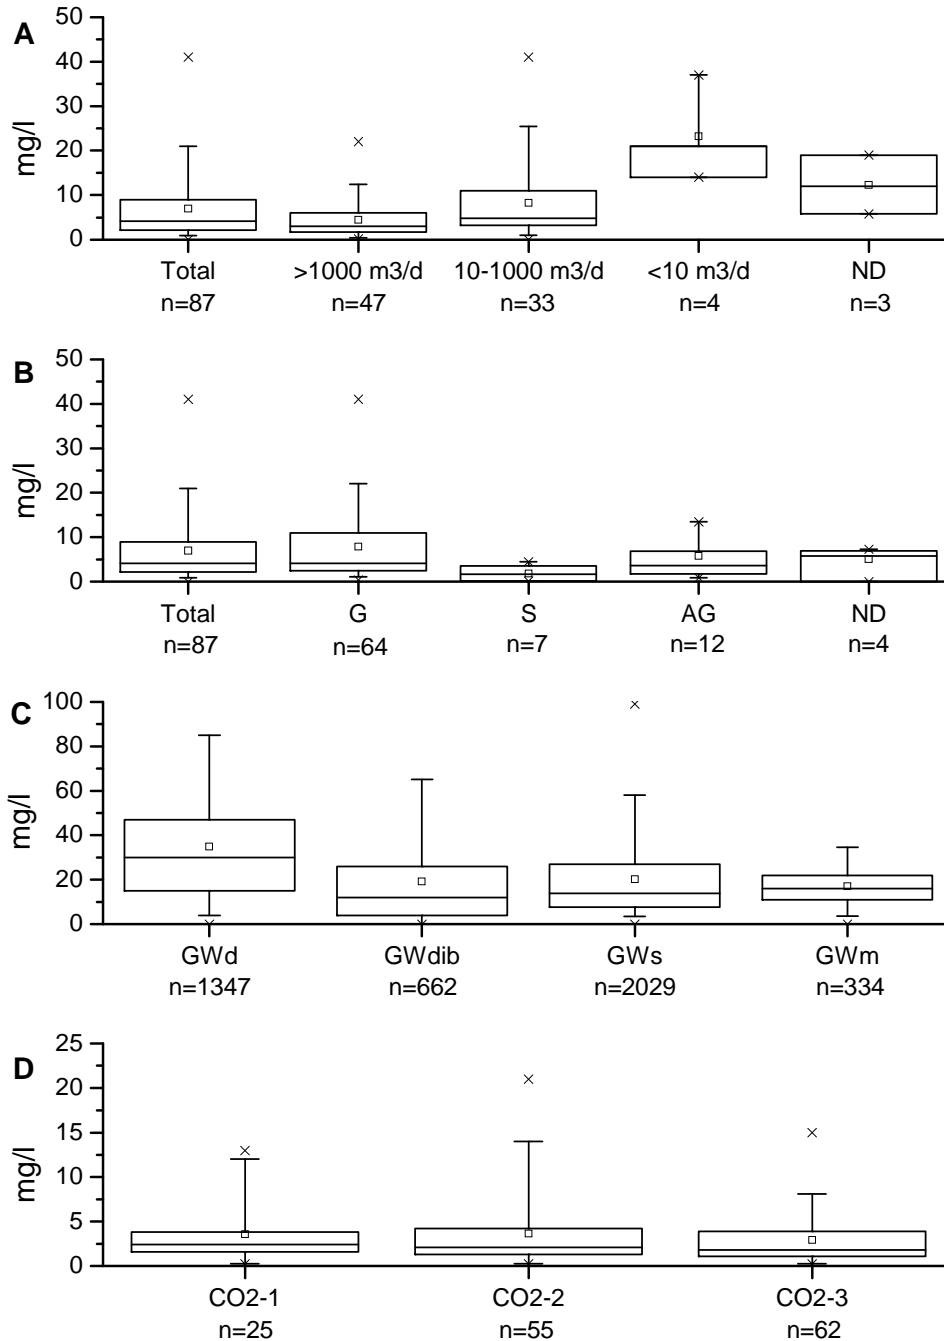 A
50
40
30
20
10
0
mg/l
Total >1000 m3/d 10-1000 m3/d <10 m3/d ND
n=87 n=47 n=33 n=4 n=3
B
50
40
30
20
10
0
mg/l
Total G S AG ND
n=87 n=64 n=7 n=12 n=4
C
100
80
60
40
20
0
mg/l
GWd GWdib GWs GWm
n=1347 n=662 n=2029 n=334
D
25
20
15
10
5
0
mg/l
CO2-1 CO2-2 CO2-3
n=25 n=55 n=62